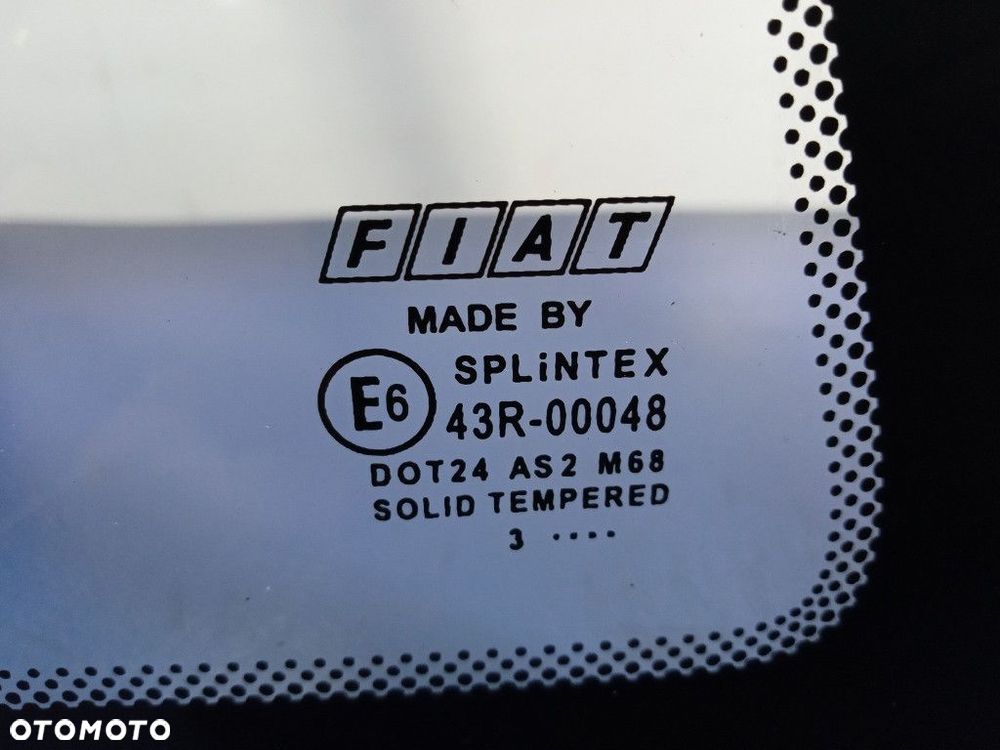 FIAT
MADE BY
SPLiNTEX
E6
43R-00048
DOT24 AS2 M68
SOLID TEMPERED
3 ....
OTOMOTO